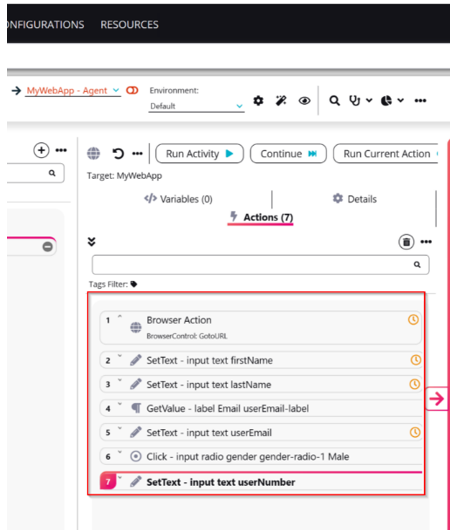 ONFIGURATIONS RESOURCES
MyWebApp - Agent
Environment:
Default
Run Activity
Continue
Run Current Action
Target: MyWebApp
Variables (0)
Details
Actions (7)
Tags Filter:
1 Browser Action
BrowserControl: GotoURL
2 SetText - input text firstName
3 SetText - input text lastName
4 GetValue - label Email userEmail-label
5 SetText - input text userEmail
6 Click - input radio gender gender-radio-1 Male
7 SetText - input text userNumber